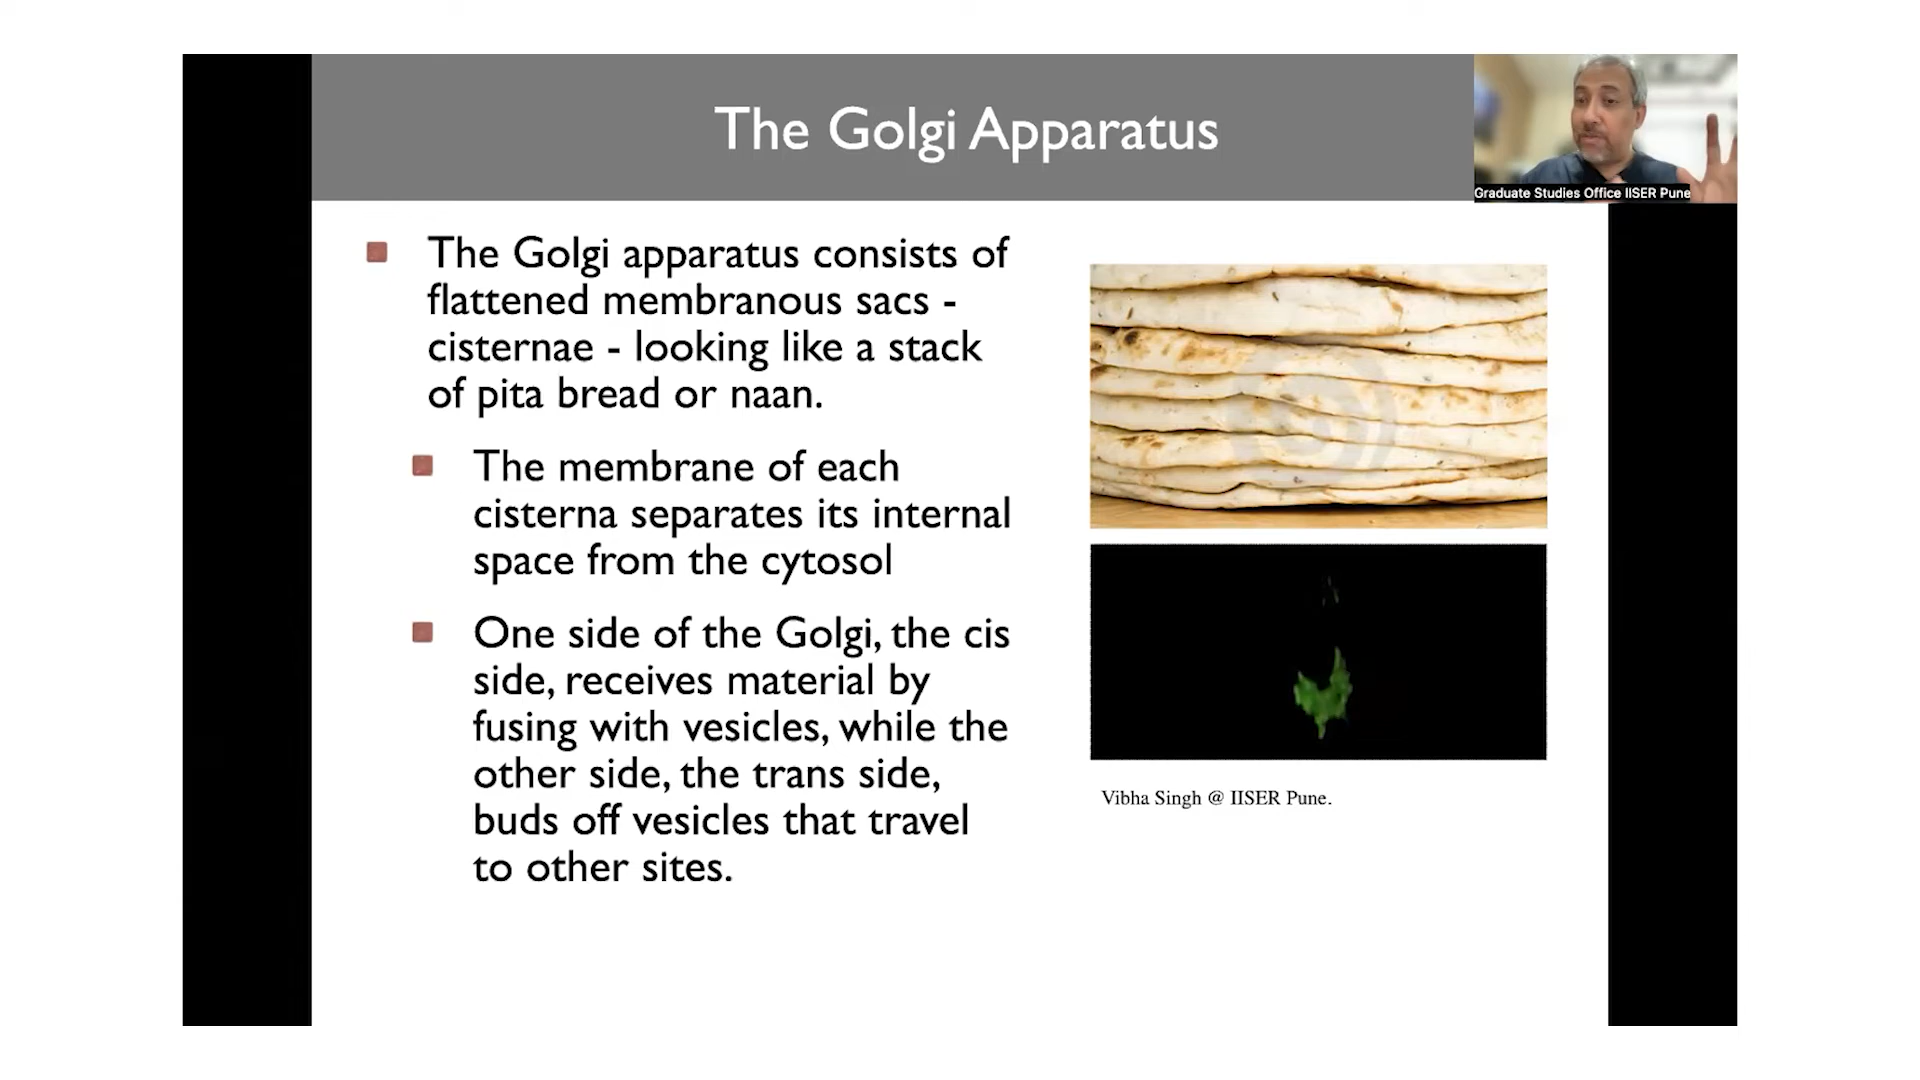 The Golgi Apparatus
Graduate Studies Office IISER Pune
The Golgi apparatus consists of
flattened membranous sacs -
cisternae - looking like a stack
of pita bread or naan.
The membrane of each
cisterna separates its internal
space from the cytosol
One side of the Golgi, the cis
side, receives material by
fusing with vesicles, while the
other side, the trans side,
buds off vesicles that travel
to other sites.
Vibha Singh @ IISER Pune.